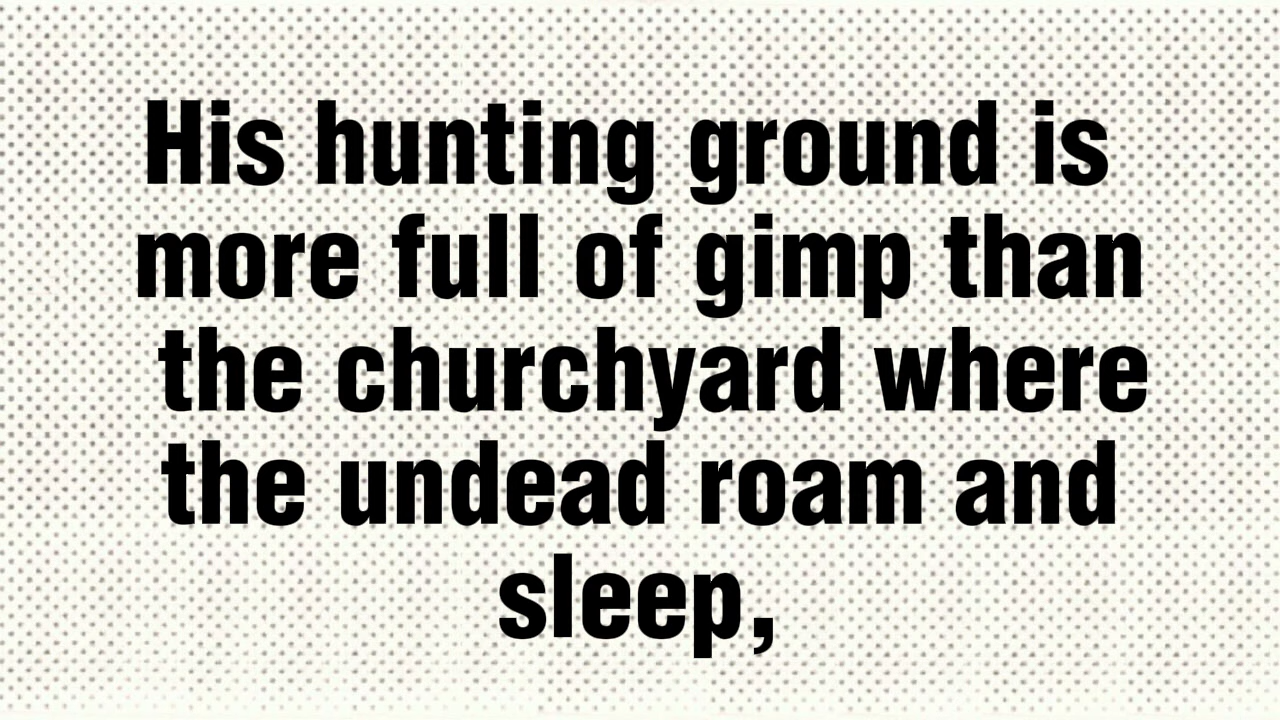 His hunting ground is
more full of gimp than
the churchyard where
the undead roam and
sleep,